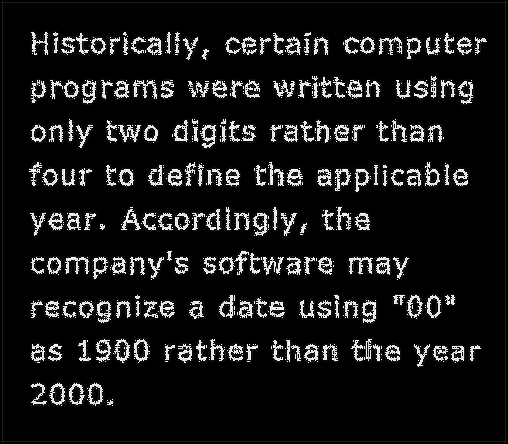 Historically, certain computer
programs were written using
only two digits rather than
four to define the applicable
year. Accordingly, the
company's software may
recognize a date using "00"
as 1900 rather than the year
2000.